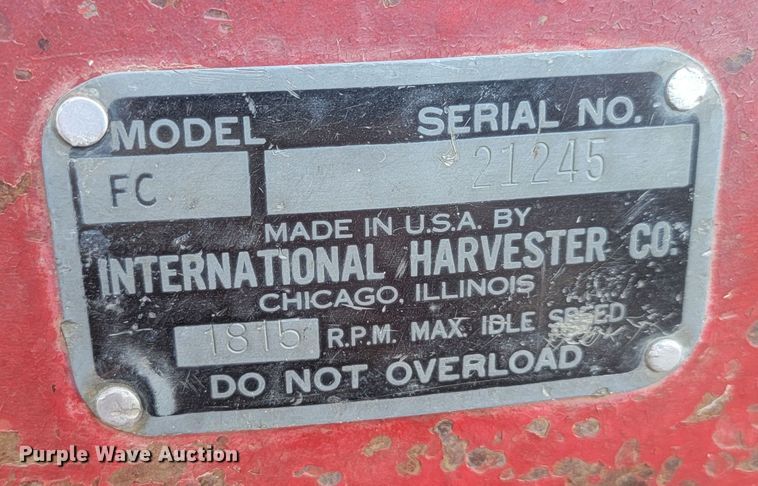 MODEL SERIAL NO.
FC 21245
MADE IN U.S.A. BY
INTERNATIONAL HARVESTER CO.
CHICAGO, ILLINOIS
1815 R.P.M. MAX. IDLE SPEED
DO NOT OVERLOAD
Purple Wave Auction